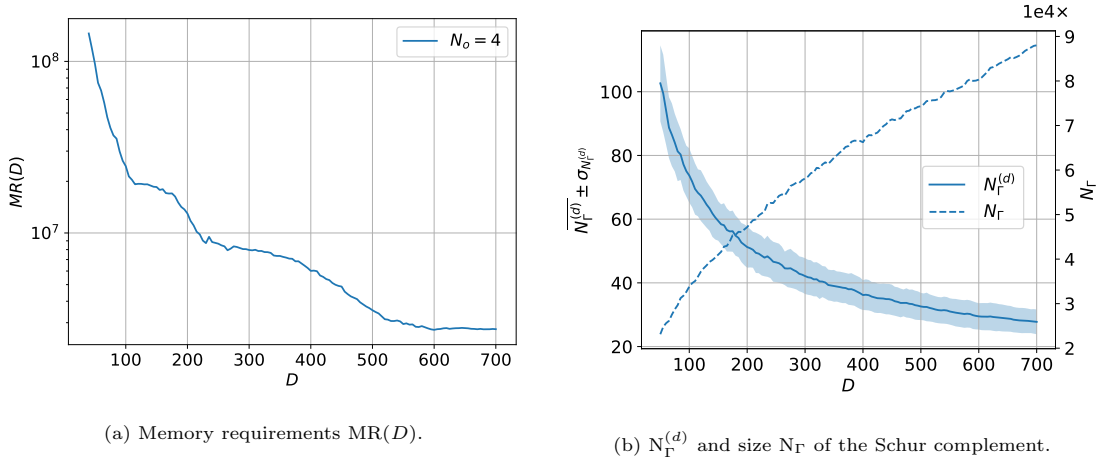 10^8
10^7
MR(D)
N_o = 4
100 200 300 400 500 600 700
D
(a) Memory requirements MR(D).
1e4×
100
80
60
40
20
\overline{N_Γ^{(d)}} ± σ_{N_Γ^{(d)}}
N_Γ^{(d)}
N_Γ
9
8
7
6
5
4
3
2
N_Γ
100 200 300 400 500 600 700
D
(b) N_Γ^{(d)} and size N_Γ of the Schur complement.